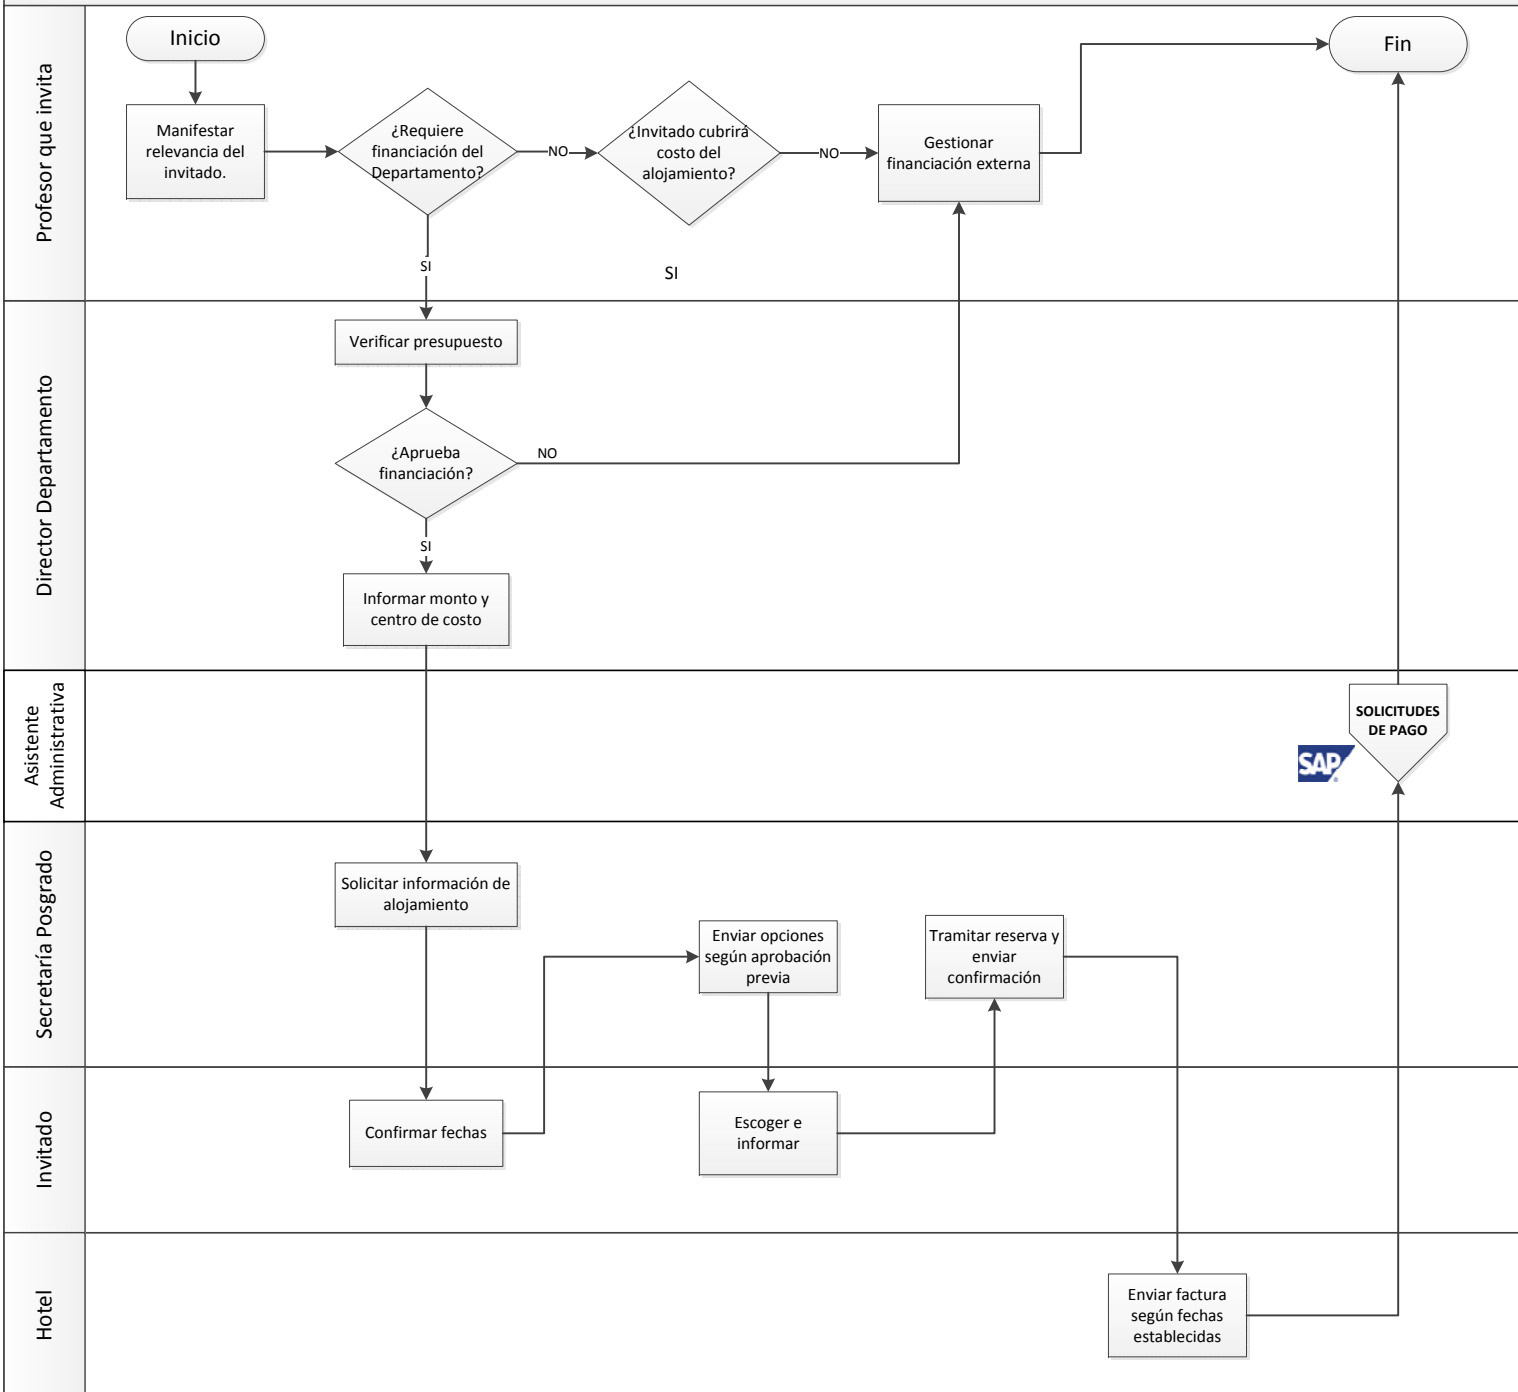 Profesor que invita
Inicio
Fin
Manifestar
relevancia del
invitado.
¿Requiere
financiación del
Departamento?
NO
¿Invitado cubrirá
costo del
alojamiento?
NO
Gestionar
financiación externa
SI
SI
Director Departamento
Verificar presupuesto
¿Aprueba
financiación?
NO
SI
Informar monto y
centro de costo
Asistente
Administrativa
SOLICITUDES
DE PAGO
SAP
Secretaría Posgrado
Solicitar información de
alojamiento
Enviar opciones
según aprobación
previa
Tramitar reserva y
enviar
confirmación
Invitado
Confirmar fechas
Escoger e
informar
Hotel
Enviar factura
según fechas
establecidas